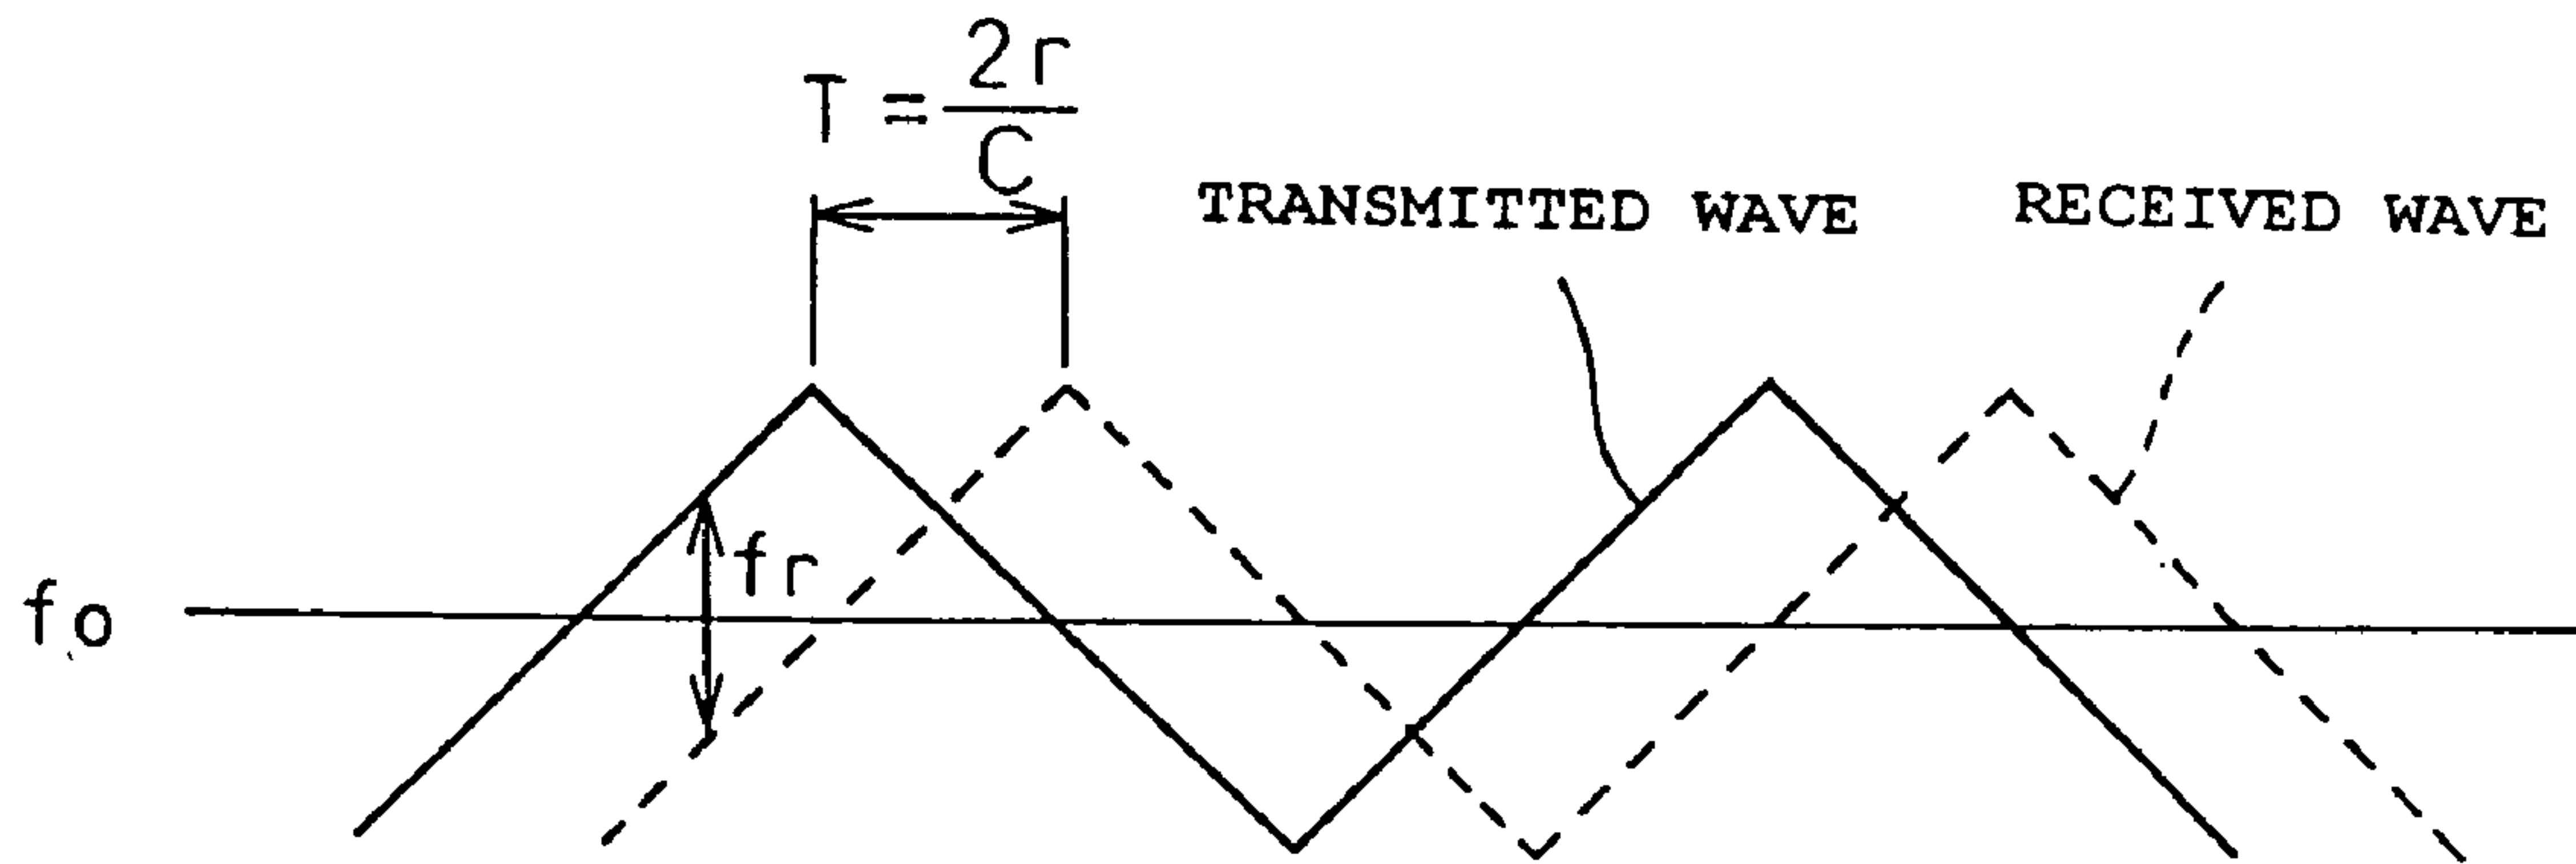 T = 2r/C
TRANSMITTED WAVE
RECEIVED WAVE
fr
fo